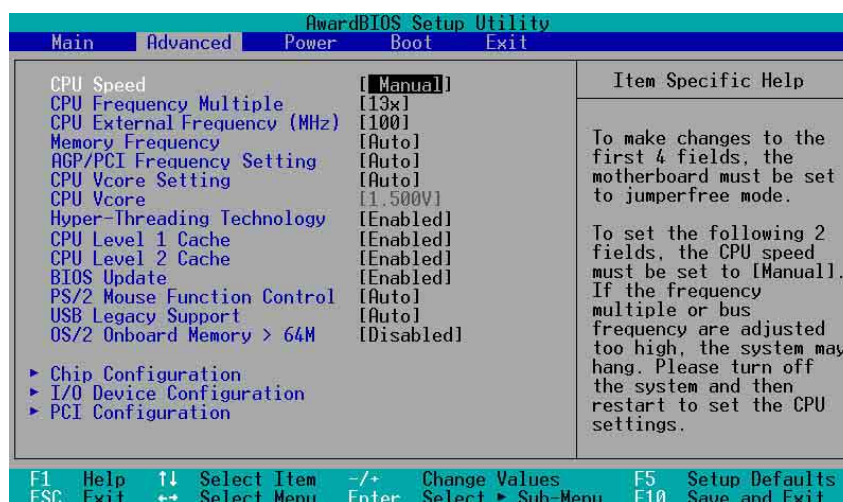 AwardBIOS Setup Utility
Main Advanced Power Boot Exit
CPU Speed [ Manual]
CPU Frequency Multiple [13x]
CPU External Frequency (MHz) [100]
Memory Frequency [Auto]
AGP/PCI Frequency Setting [Auto]
CPU Vcore Setting [Auto]
CPU Vcore [1.500V]
Hyper-Threading Technology [Enabled]
CPU Level 1 Cache [Enabled]
CPU Level 2 Cache [Enabled]
BIOS Update [Enabled]
PS/2 Mouse Function Control [Auto]
USB Legacy Support [Auto]
OS/2 Onboard Memory > 64M [Disabled]
▸ Chip Configuration
▸ I/O Device Configuration
▸ PCI Configuration
Item Specific Help
To make changes to the
first 4 fields, the
motherboard must be set
to jumperfree mode.
To set the following 2
fields, the CPU speed
must be set to [Manual].
If the frequency
multiple or bus
frequency are adjusted
too high, the system may
hang. Please turn off
the system and then
restart to set the CPU
settings.
F1 Help ↑↓ Select Item -/+ Change Values F5 Setup Defaults
ESC Exit ←→ Select Menu Enter Select ▸ Sub-Menu F10 Save and Exit